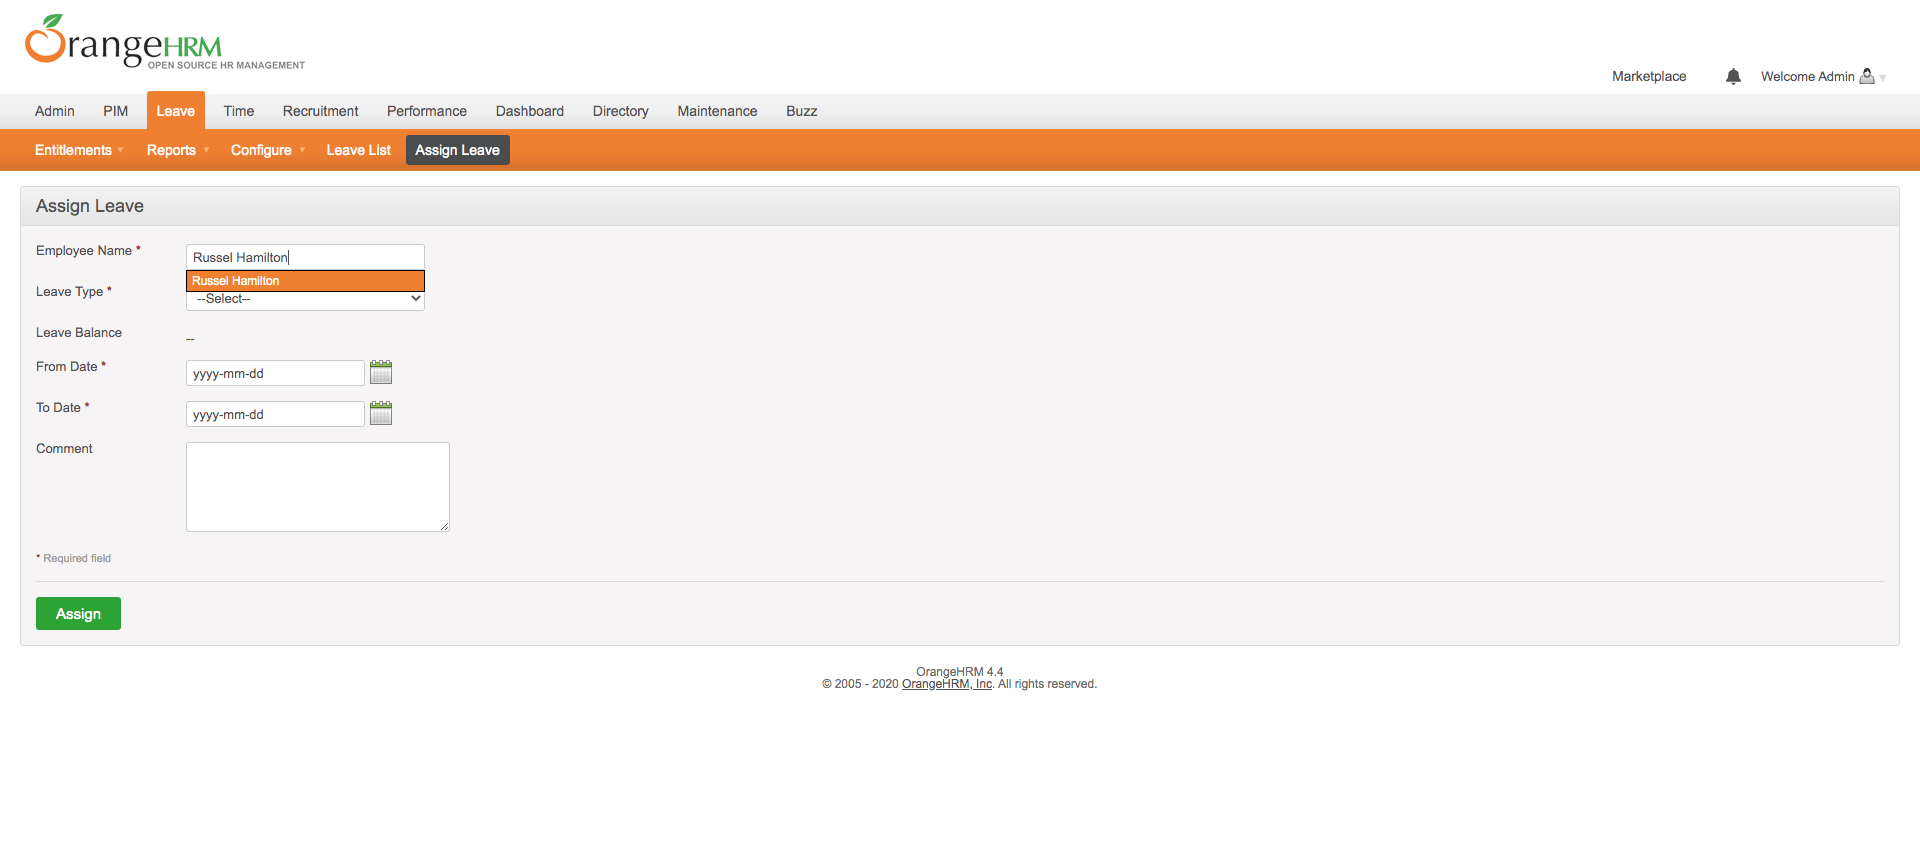 OrangeHRM
OPEN SOURCE HR MANAGEMENT
Marketplace
Welcome Admin
Admin PIM Leave Time Recruitment Performance Dashboard Directory Maintenance Buzz
Entitlements Reports Configure Leave List Assign Leave
Assign Leave
Employee Name *
Russel Hamilton
Russel Hamilton
Leave Type *
--Select--
Leave Balance
--
From Date *
yyyy-mm-dd
To Date *
yyyy-mm-dd
Comment
* Required field
Assign
OrangeHRM 4.4
© 2005 - 2020 OrangeHRM, Inc. All rights reserved.